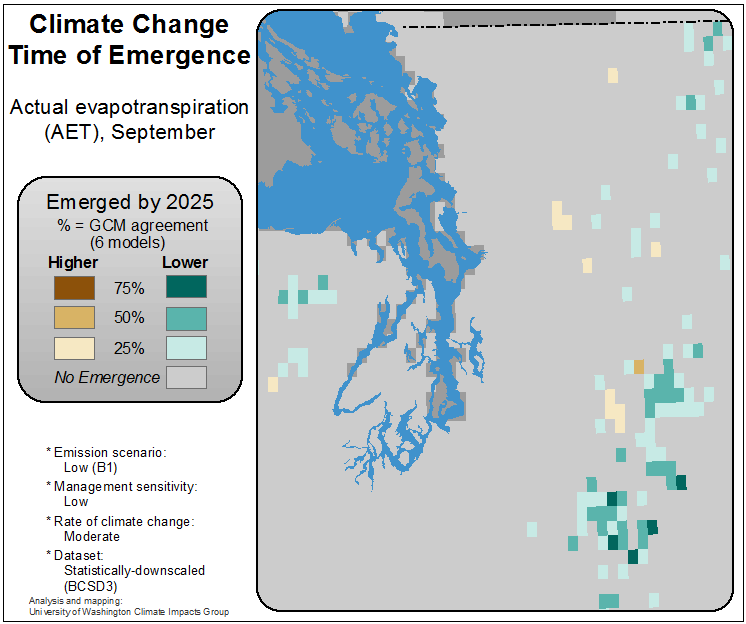 Climate Change
Time of Emergence
Actual evapotranspiration
(AET), September
Emerged by 2025
% = GCM agreement
(6 models)
Higher Lower
75%
50%
25%
No Emergence
* Emission scenario:
Low (B1)
* Management sensitivity:
Low
* Rate of climate change:
Moderate
* Dataset:
Statistically-downscaled
(BCSD3)
Analysis and mapping:
University of Washington Climate Impacts Group